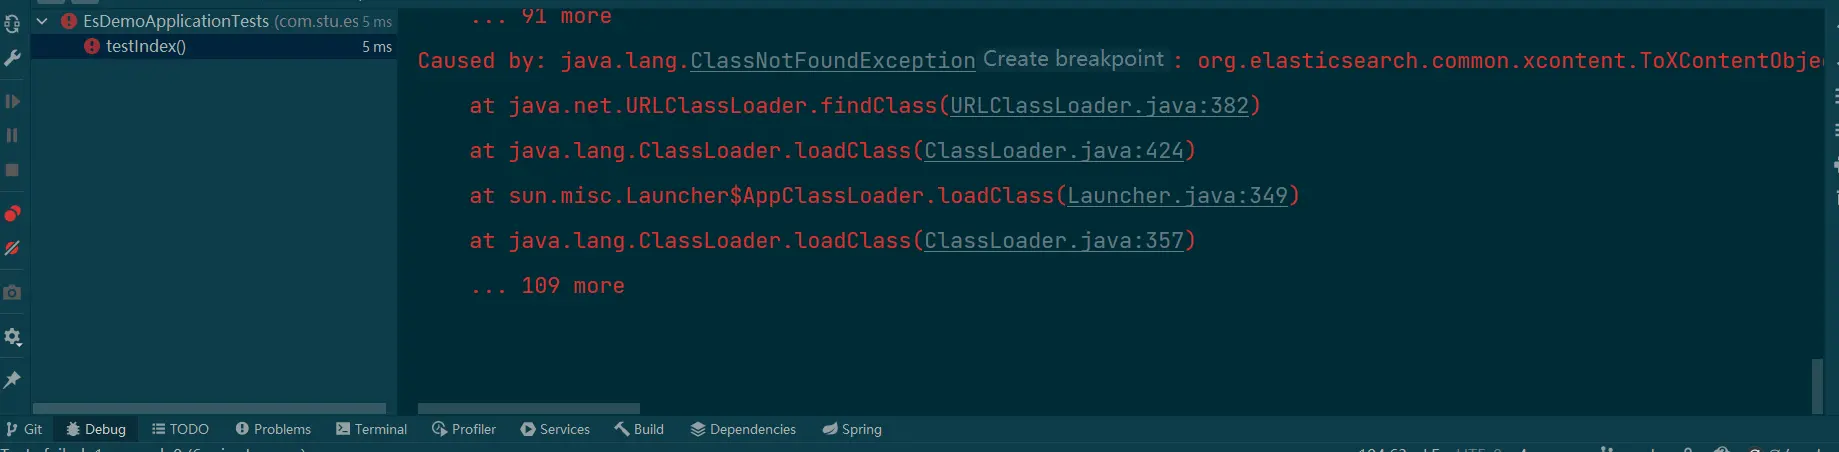 EsDemoApplicationTests (com.stu.es 5 ms
testIndex() 5 ms
... 91 more
Caused by: java.lang.ClassNotFoundException Create breakpoint : org.elasticsearch.common.xcontent.ToXContentObje
at java.net.URLClassLoader.findClass(URLClassLoader.java:382)
at java.lang.ClassLoader.loadClass(ClassLoader.java:424)
at sun.misc.Launcher$AppClassLoader.loadClass(Launcher.java:349)
at java.lang.ClassLoader.loadClass(ClassLoader.java:357)
... 109 more
Git Debug TODO Problems Terminal Profiler Services Build Dependencies Spring